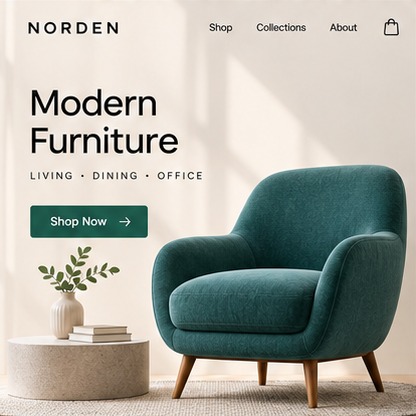 NORDEN
Shop Collections About
Modern
Furniture
LIVING • DINING • OFFICE
Shop Now →